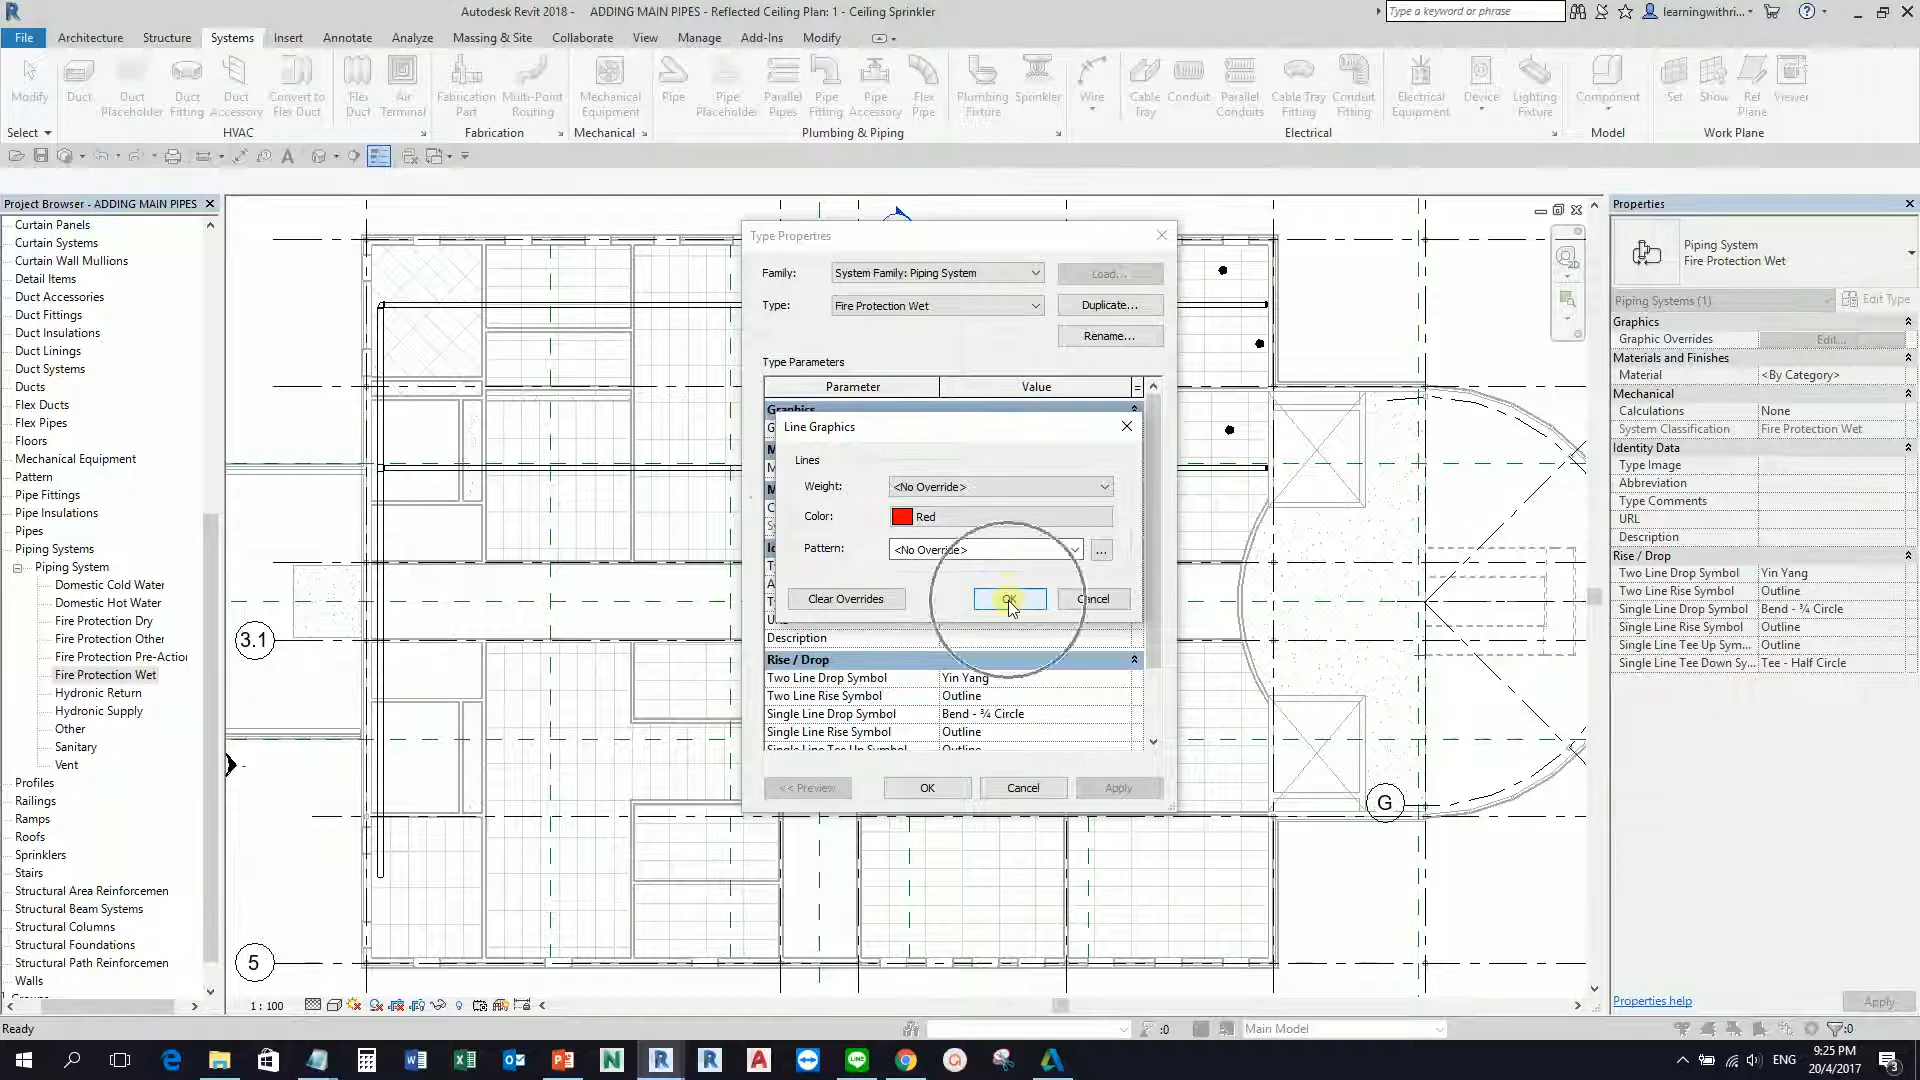 Autodesk Revit 2018 - ADDING MAIN PIPES - Reflected Ceiling Plan: 1 - Ceiling Sprinkler
Type a keyword or phrase
learningwithri...
File Architecture Structure Systems Insert Annotate Analyze Massing & Site Collaborate View Manage Add-Ins Modify
Modify Duct Duct Placeholder Duct Fitting Duct Accessory Convert to Flex Duct Flex Duct Air Terminal Fabrication Part Multi-Point Routing Mechanical Equipment Pipe Pipe Placeholder Parallel Pipes Pipe Fitting Pipe Accessory Flex Pipe Plumbing Fixture Sprinkler Wire Cable Tray Conduit Parallel Conduits Cable Tray Fitting Conduit Fitting Electrical Equipment Device Lighting Fixture Component Set Show Ref Plane Viewer
Select HVAC Fabrication Mechanical Plumbing & Piping Electrical Model Work Plane
Project Browser - ADDING MAIN PIPES
Curtain Panels
Curtain Systems
Curtain Wall Mullions
Detail Items
Duct Accessories
Duct Fittings
Duct Insulations
Duct Linings
Duct Systems
Ducts
Flex Ducts
Flex Pipes
Floors
Mechanical Equipment
Pattern
Pipe Fittings
Pipe Insulations
Pipes
Piping Systems
Piping System
Domestic Cold Water
Domestic Hot Water
Fire Protection Dry
Fire Protection Other
Fire Protection Pre-Action
Fire Protection Wet
Hydronic Return
Hydronic Supply
Other
Sanitary
Vent
Profiles
Railings
Ramps
Roofs
Sprinklers
Stairs
Structural Area Reinforcemen
Structural Beam Systems
Structural Columns
Structural Foundations
Structural Path Reinforcemen
Walls
3.1
5
G
Type Properties
Family: System Family: Piping System Load...
Type: Fire Protection Wet Duplicate...
Rename...
Type Parameters
Parameter Value =
Graphics
Line Graphics
Lines
Weight: <No Override>
Color: Red
Pattern: <No Override> ...
Clear Overrides OK Cancel
Description
Rise / Drop
Two Line Drop Symbol Yin Yang
Two Line Rise Symbol Outline
Single Line Drop Symbol Bend - ¾ Circle
Single Line Rise Symbol Outline
Single Line Tee Up Symbol Outline
<< Preview OK Cancel Apply
Properties
Piping System
Fire Protection Wet
Piping Systems (1) Edit Type
Graphics
Graphic Overrides Edit...
Materials and Finishes
Material <By Category>
Mechanical
Calculations None
System Classification Fire Protection Wet
Identity Data
Type Image
Abbreviation
Type Comments
URL
Description
Rise / Drop
Two Line Drop Symbol Yin Yang
Two Line Rise Symbol Outline
Single Line Drop Symbol Bend - ¾ Circle
Single Line Rise Symbol Outline
Single Line Tee Up Sym... Outline
Single Line Tee Down Sy... Tee - Half Circle
Properties help Apply
1 : 100
Ready :0 Main Model :0
ENG 9:25 PM
20/4/2017